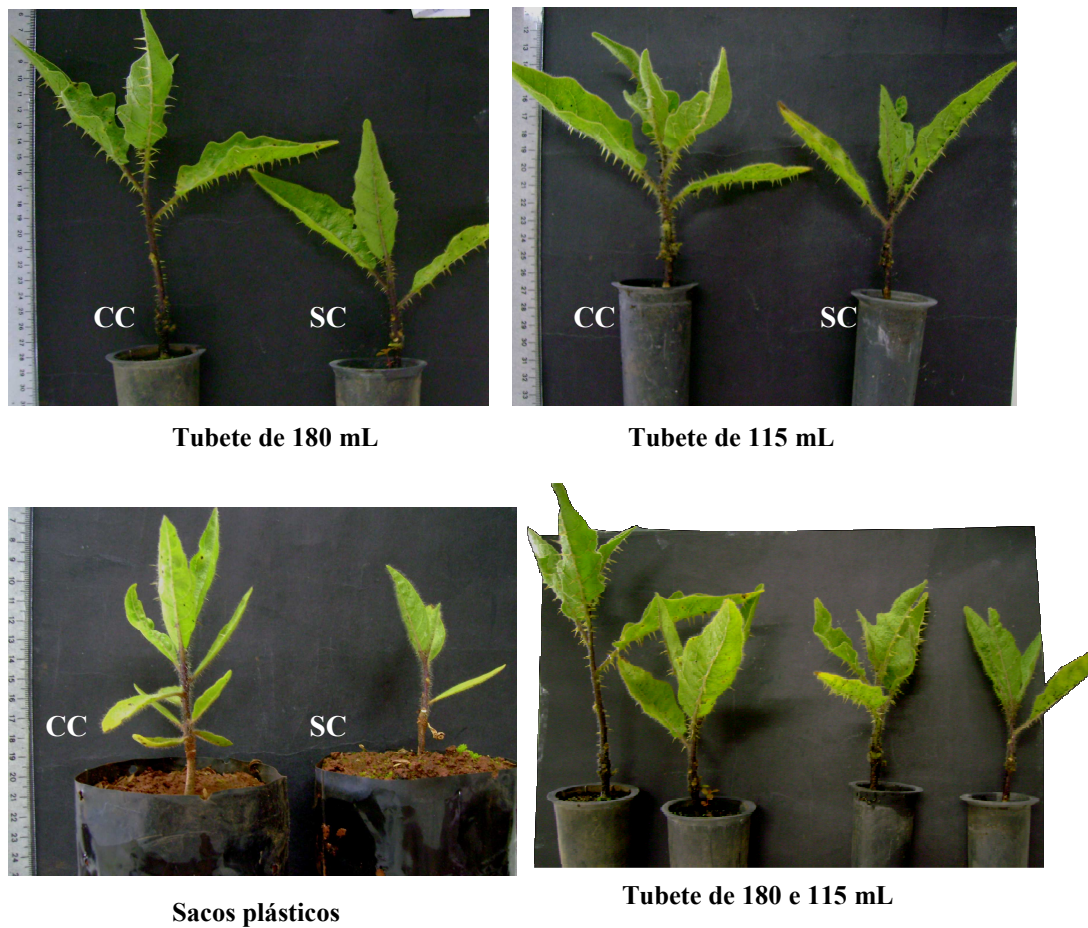 CC
SC
Tubete de 180 mL
CC
SC
Tubete de 115 mL
CC
SC
Sacos plásticos
Tubete de 180 e 115 mL